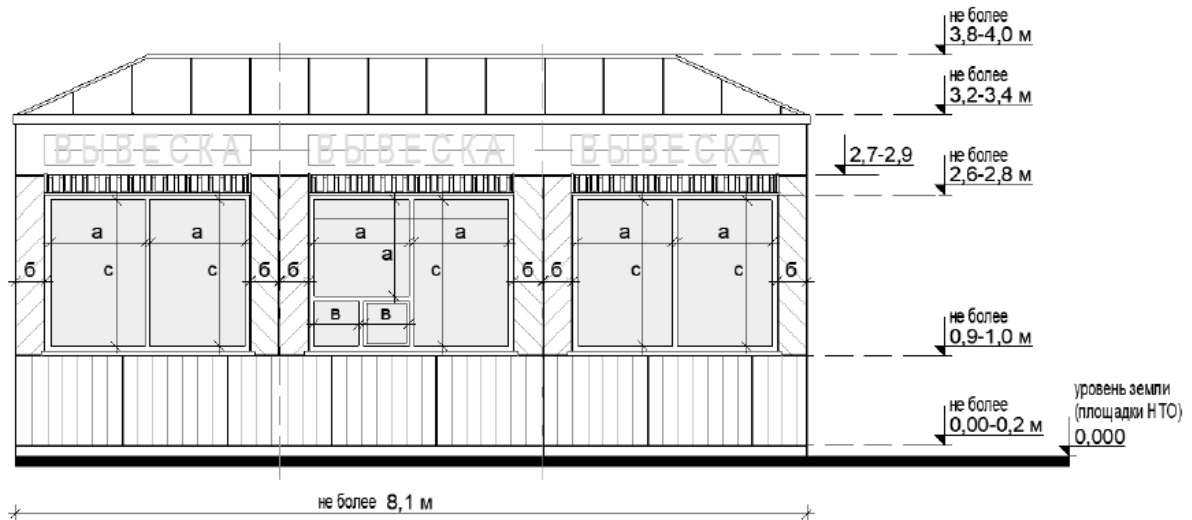 не более
3,8-4,0 м
не более
3,2-3,4 м
ВЫВЕСКА ВЫВЕСКА ВЫВЕСКА
2,7-2,9
не более
2,6-2,8 м
а а а а а а
б с с б б а с б б с с б
в в
не более
0,9-1,0 м
уровень земли
(площадки НТО)
0,000
не более
0,00-0,2 м
не более 8,1 м